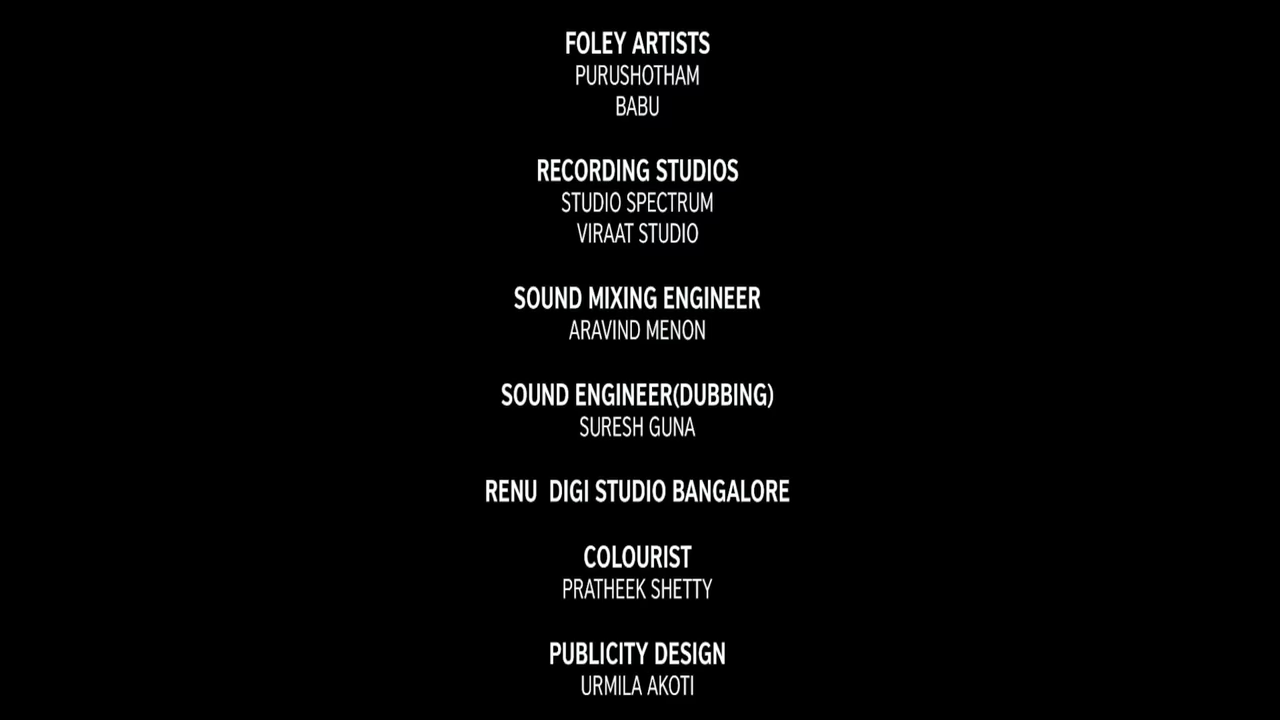 FOLEY ARTISTS
PURUSHOTHAM
BABU
RECORDING STUDIOS
STUDIO SPECTRUM
VIRAAT STUDIO
SOUND MIXING ENGINEER
ARAVIND MENON
SOUND ENGINEER(DUBBING)
SURESH GUNA
RENU  DIGI STUDIO BANGALORE
COLOURIST
PRATHEEK SHETTY
PUBLICITY DESIGN
URMILA AKOTI